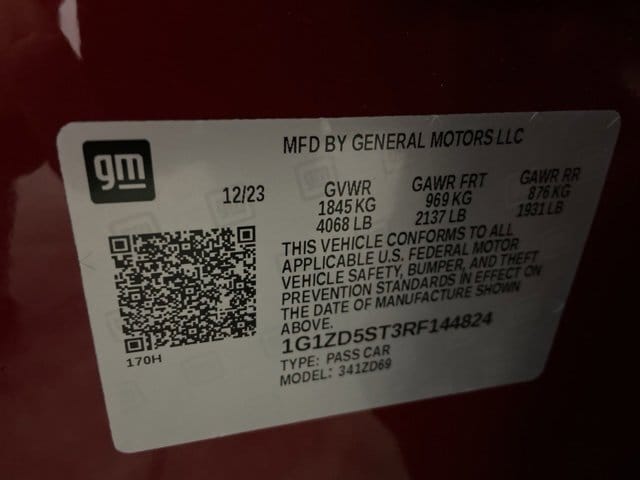 gm
MFD BY GENERAL MOTORS LLC
12/23
GVWR GAWR FRT GAWR RR
1845 KG 969 KG 876 KG
4068 LB 2137 LB 1931 LB
THIS VEHICLE CONFORMS TO ALL
APPLICABLE U.S. FEDERAL MOTOR
VEHICLE SAFETY, BUMPER, AND THEFT
PREVENTION STANDARDS IN EFFECT ON
THE DATE OF MANUFACTURE SHOWN
ABOVE.
1G1ZD5ST3RF144824
TYPE: PASS CAR
MODEL: 341ZD69
170H